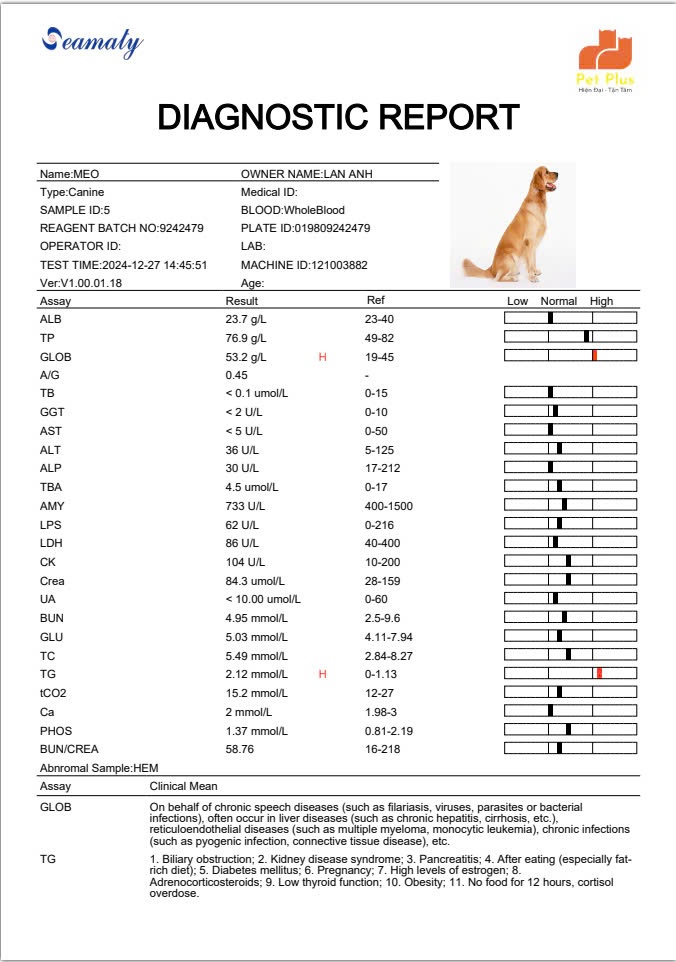 Seamaty
Pet Plus
Hiện Đại - Tận Tâm
DIAGNOSTIC REPORT
Name:MEO OWNER NAME:LAN ANH
Type:Canine Medical ID:
SAMPLE ID:5 BLOOD:WholeBlood
REAGENT BATCH NO:9242479 PLATE ID:019809242479
OPERATOR ID: LAB:
TEST TIME:2024-12-27 14:45:51 MACHINE ID:121003882
Ver:V1.00.01.18 Age:
Assay Result Ref Low Normal High
ALB 23.7 g/L 23-40
TP 76.9 g/L 49-82
GLOB 53.2 g/L H 19-45
A/G 0.45 -
TB < 0.1 umol/L 0-15
GGT < 2 U/L 0-10
AST < 5 U/L 0-50
ALT 36 U/L 5-125
ALP 30 U/L 17-212
TBA 4.5 umol/L 0-17
AMY 733 U/L 400-1500
LPS 62 U/L 0-216
LDH 86 U/L 40-400
CK 104 U/L 10-200
Crea 84.3 umol/L 28-159
UA < 10.00 umol/L 0-60
BUN 4.95 mmol/L 2.5-9.6
GLU 5.03 mmol/L 4.11-7.94
TC 5.49 mmol/L 2.84-8.27
TG 2.12 mmol/L H 0-1.13
tCO2 15.2 mmol/L 12-27
Ca 2 mmol/L 1.98-3
PHOS 1.37 mmol/L 0.81-2.19
BUN/CREA 58.76 16-218
Abnromal Sample:HEM
Assay Clinical Mean
GLOB On behalf of chronic speech diseases (such as filariasis, viruses, parasites or bacterial
infections), often occur in liver diseases (such as chronic hepatitis, cirrhosis, etc.),
reticuloendothelial diseases (such as multiple myeloma, monocytic leukemia), chronic infections
(such as pyogenic infection, connective tissue disease), etc.
TG 1. Biliary obstruction; 2. Kidney disease syndrome; 3. Pancreatitis; 4. After eating (especially fat-
rich diet); 5. Diabetes mellitus; 6. Pregnancy; 7. High levels of estrogen; 8.
Adrenocorticosteroids; 9. Low thyroid function; 10. Obesity; 11. No food for 12 hours, cortisol
overdose.